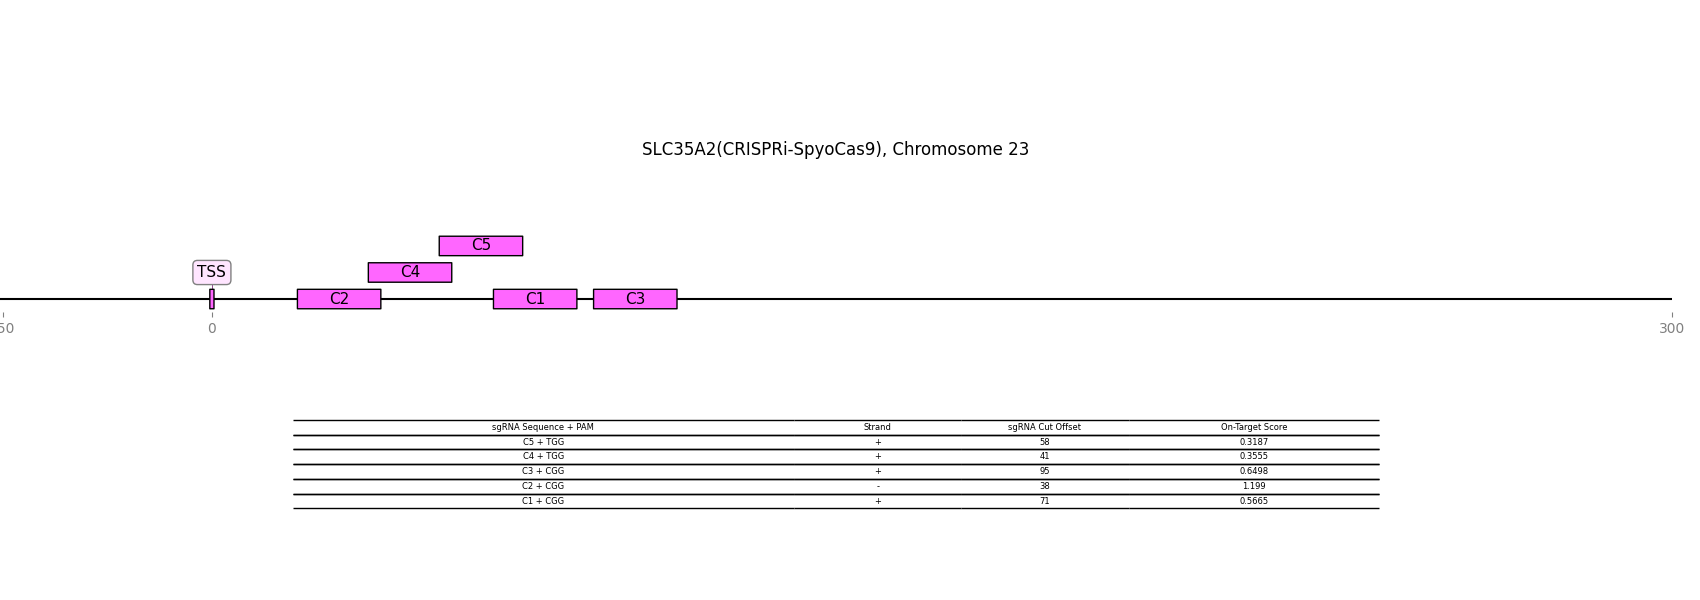 SLC35A2(CRISPRi-SpyoCas9), Chromosome 23
C5
TSS C4
C2 C1 C3
50 0 300
sgRNA Sequence + PAM Strand sgRNA Cut Offset On-Target Score
C5 + TGG + 58 0.3187
C4 + TGG + 41 0.3555
C3 + CGG + 95 0.6498
C2 + CGG - 38 1.199
C1 + CGG + 71 0.5665